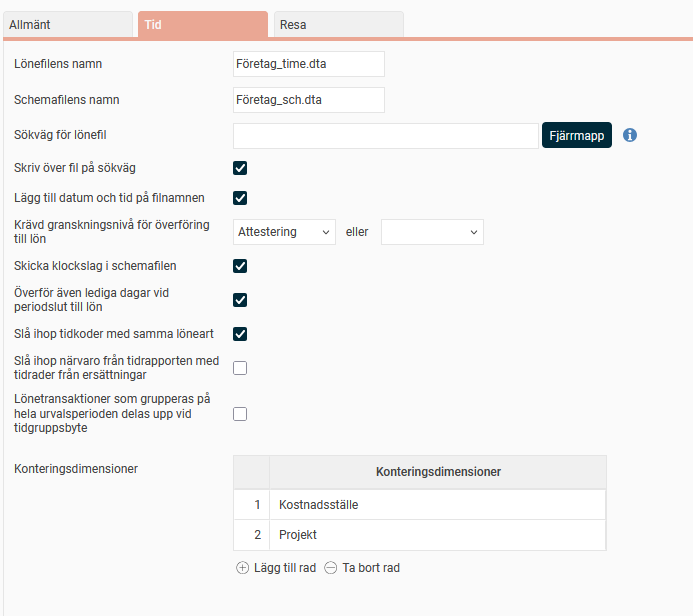 Allmänt
Tid
Resa
Lönefilens namn
Företag_time.dta
Schemafilens namn
Företag_sch.dta
Sökväg för lönefil
Fjärrmapp
Skriv över fil på sökväg
Lägg till datum och tid på filnamnen
Krävd granskningsnivå för överföring
till lön
Attestering
eller
Skicka klockslag i schemafilen
Överför även lediga dagar vid
periodslut till lön
Slå ihop tidkoder med samma löneart
Slå ihop närvaro från tidrapporten med
tidrader från ersättningar
Lönetransaktioner som grupperas på
hela urvalsperioden delas upp vid
tidgruppsbyte
Konteringsdimensioner
Konteringsdimensioner
1 Kostnadsställe
2 Projekt
Lägg till rad Ta bort rad